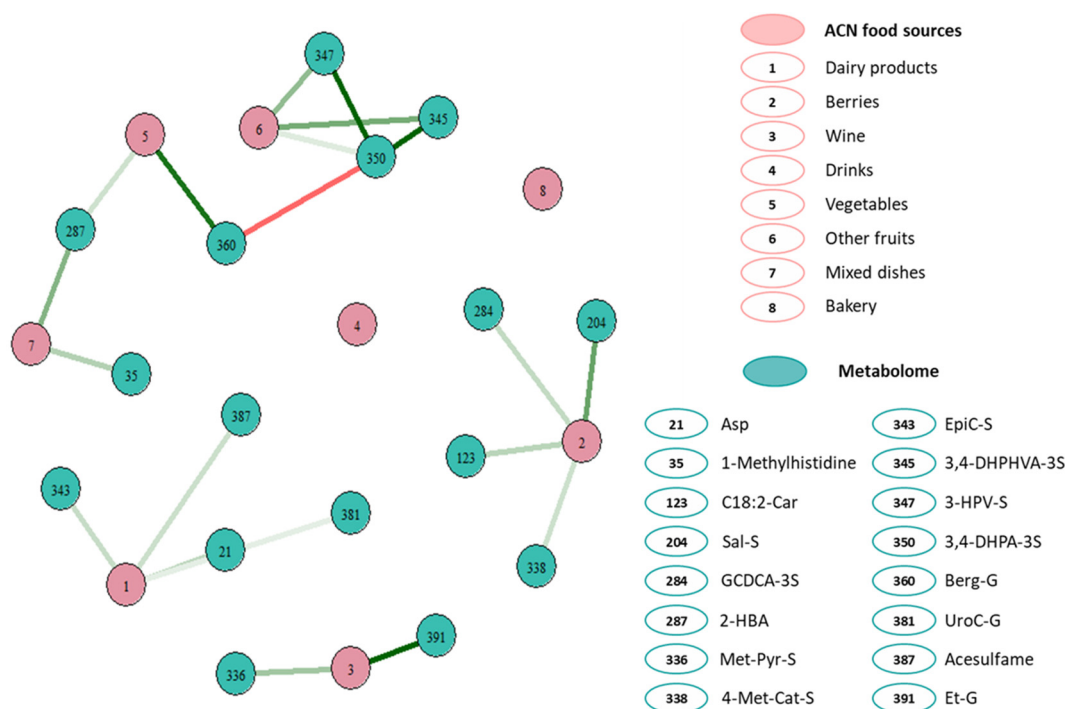 347
345
5
6
350
8
287
360
284
204
4
7
35
387
2
123
343
381
21
338
1
391
336
3
ACN food sources
1 Dairy products
2 Berries
3 Wine
4 Drinks
5 Vegetables
6 Other fruits
7 Mixed dishes
8 Bakery
Metabolome
21 Asp
35 1-Methylhistidine
123 C18:2-Car
204 Sal-S
284 GCDCA-3S
287 2-HBA
336 Met-Pyr-S
338 4-Met-Cat-S
343 EpiC-S
345 3,4-DHPHVA-3S
347 3-HPV-S
350 3,4-DHPA-3S
360 Berg-G
381 UroC-G
387 Acesulfame
391 Et-G